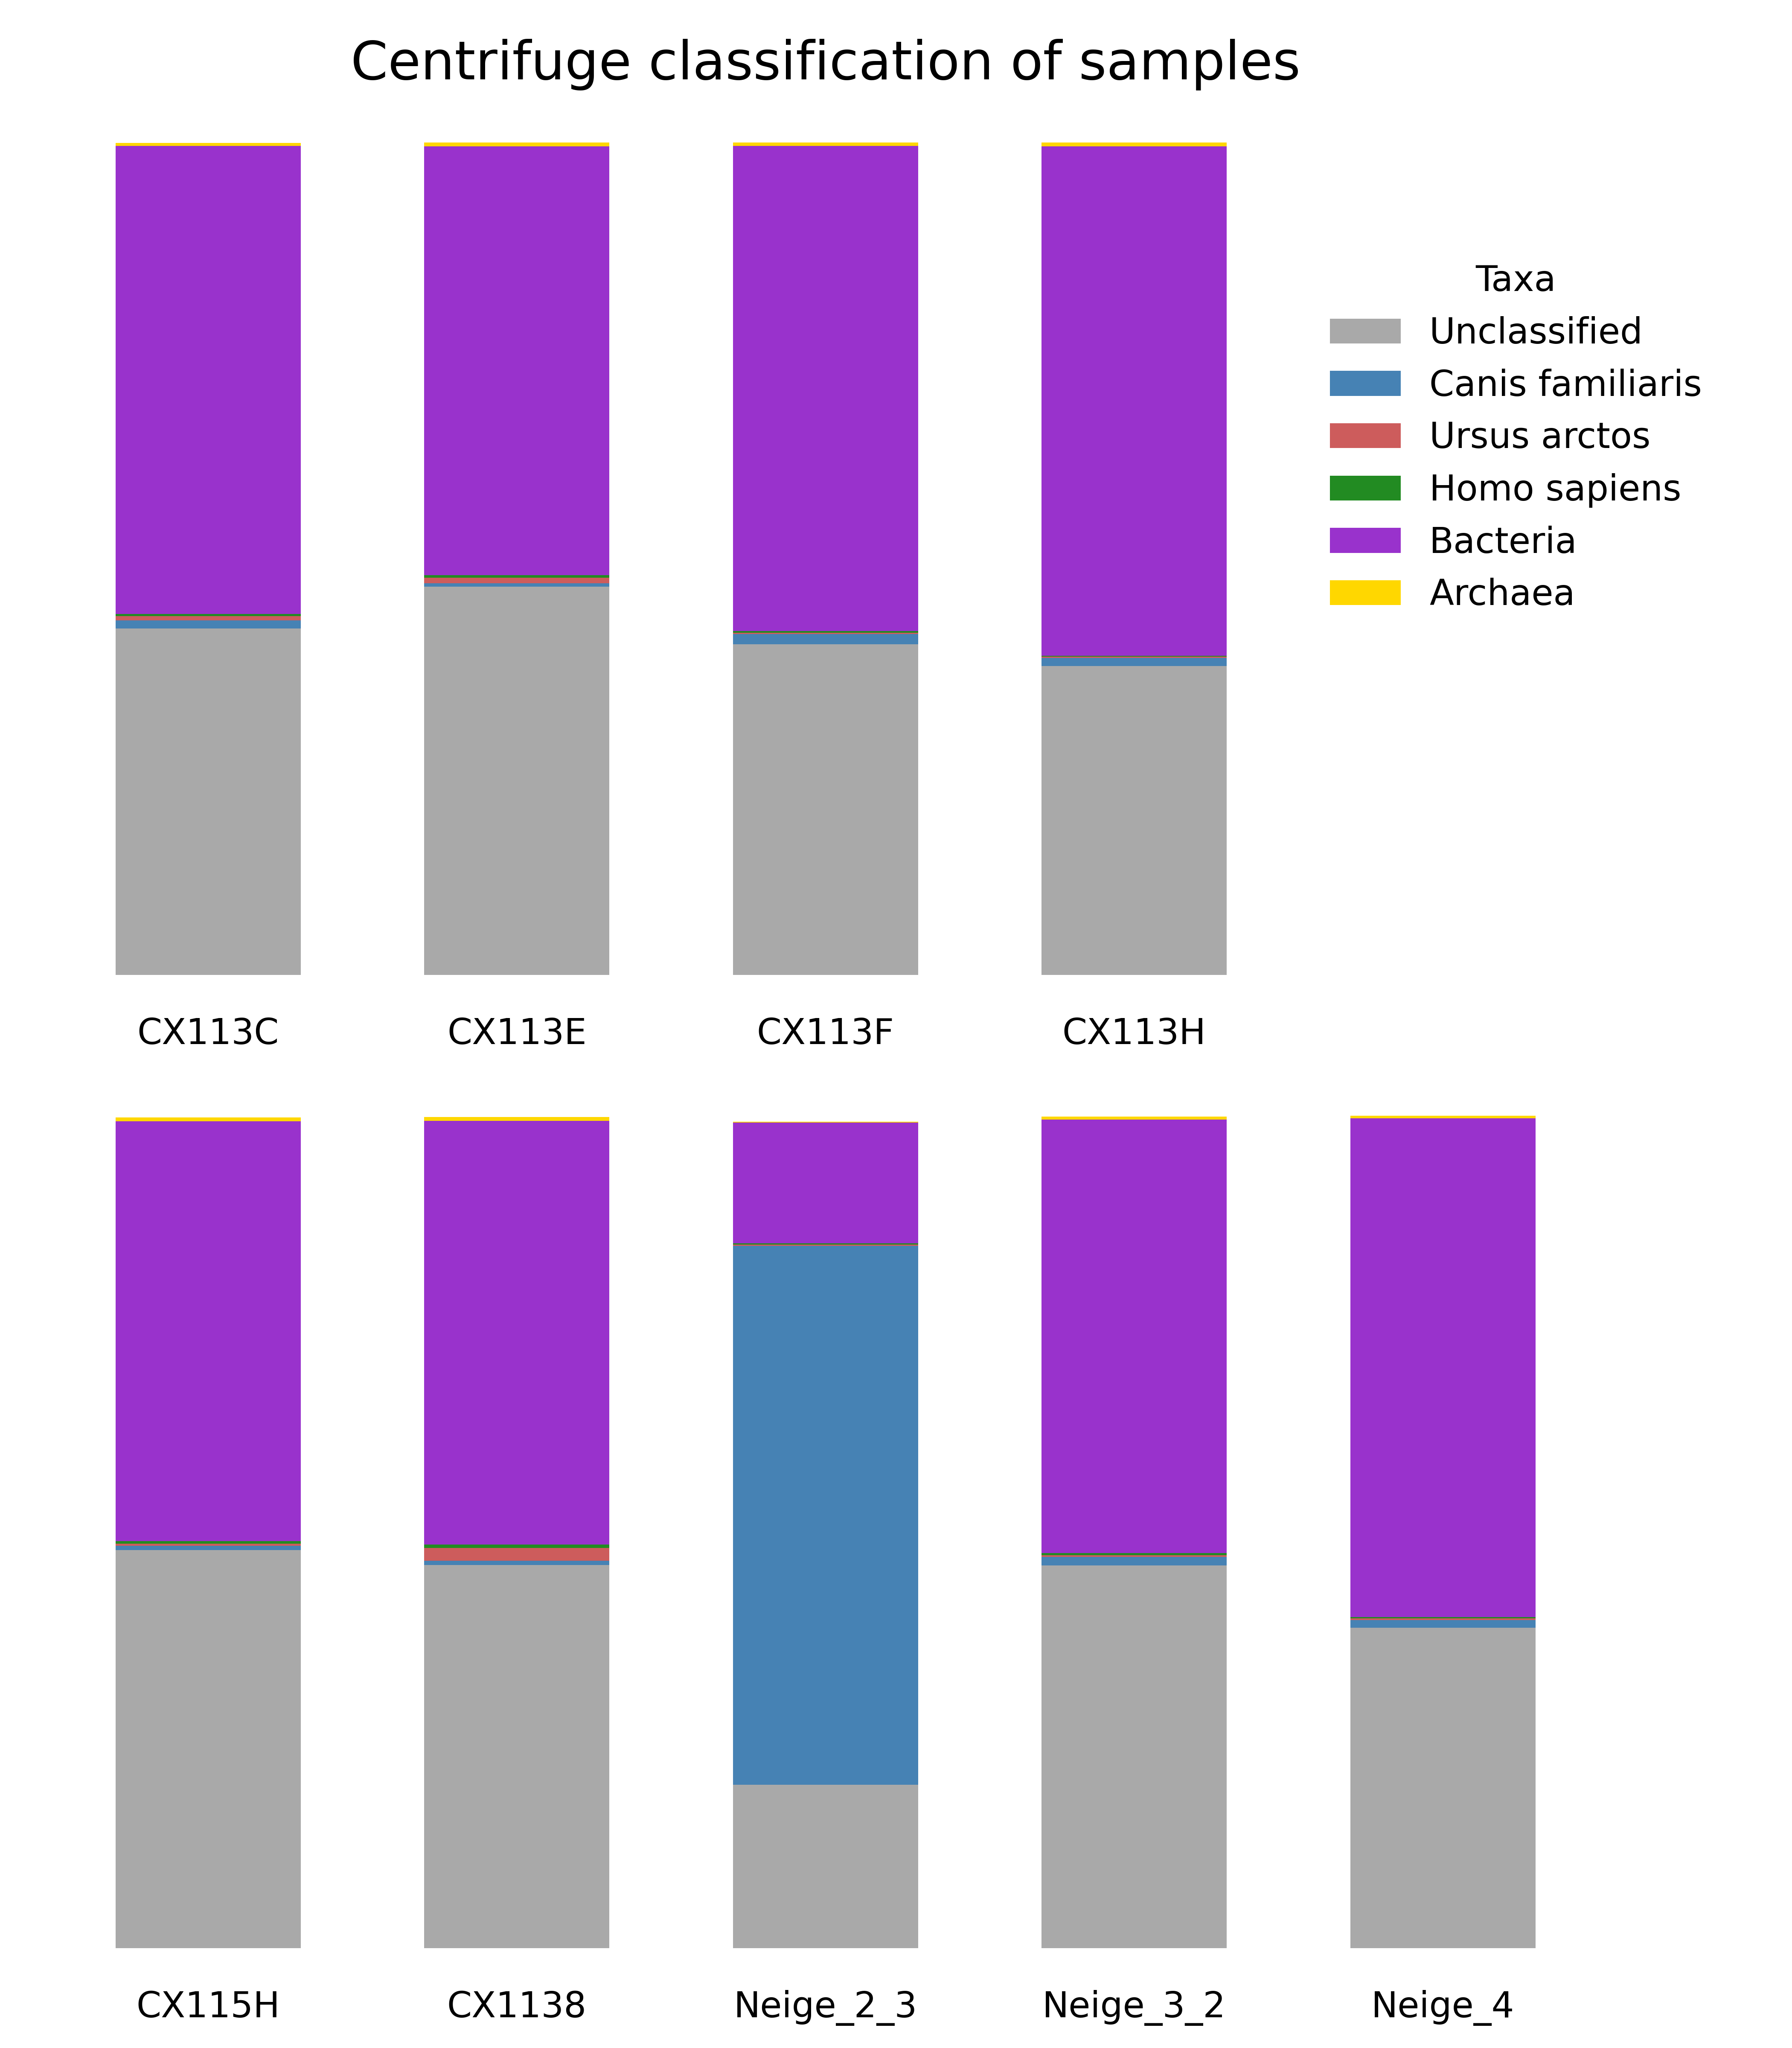 Centrifuge classification of samples
Taxa
Unclassified
Canis familiaris
Ursus arctos
Homo sapiens
Bacteria
Archaea
CX113C
CX113E
CX113F
CX113H
CX115H
CX1138
Neige_2_3
Neige_3_2
Neige_4